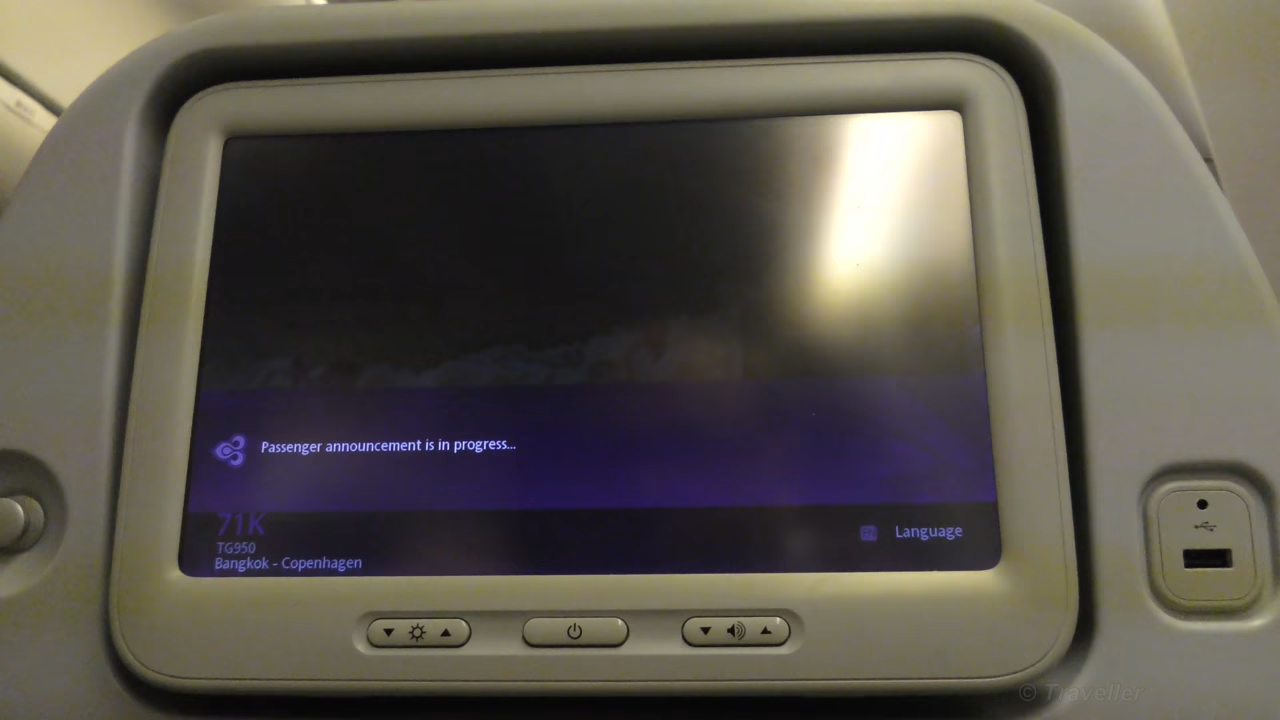 Passenger announcement is in progress...
71K
TG950
Bangkok - Copenhagen
Language
© Traveller